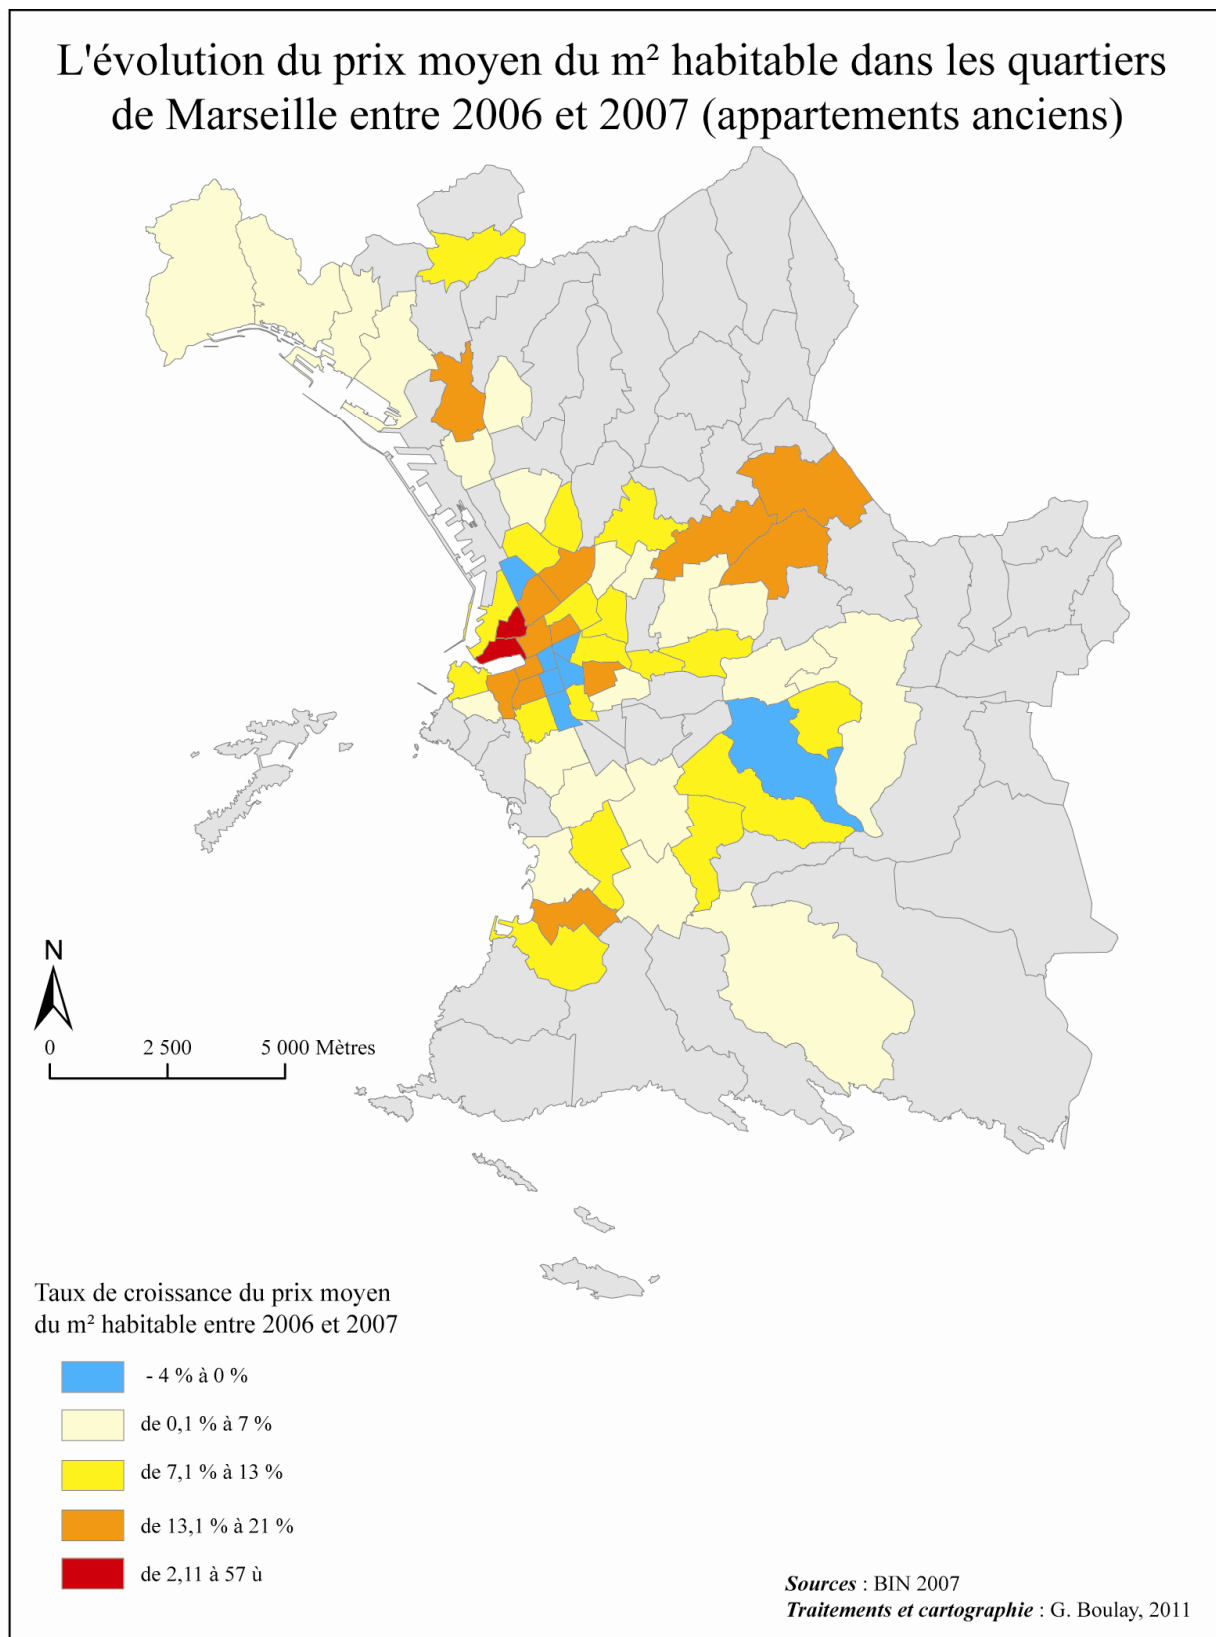 L'évolution du prix moyen du m² habitable dans les quartiers
de Marseille entre 2006 et 2007 (appartements anciens)
N
0 2 500 5 000 Mètres
Taux de croissance du prix moyen
du m² habitable entre 2006 et 2007
- 4 % à 0 %
de 0,1 % à 7 %
de 7,1 % à 13 %
de 13,1 % à 21 %
de 2,11 à 57 ù
Sources : BIN 2007
Traitements et cartographie : G. Boulay, 2011